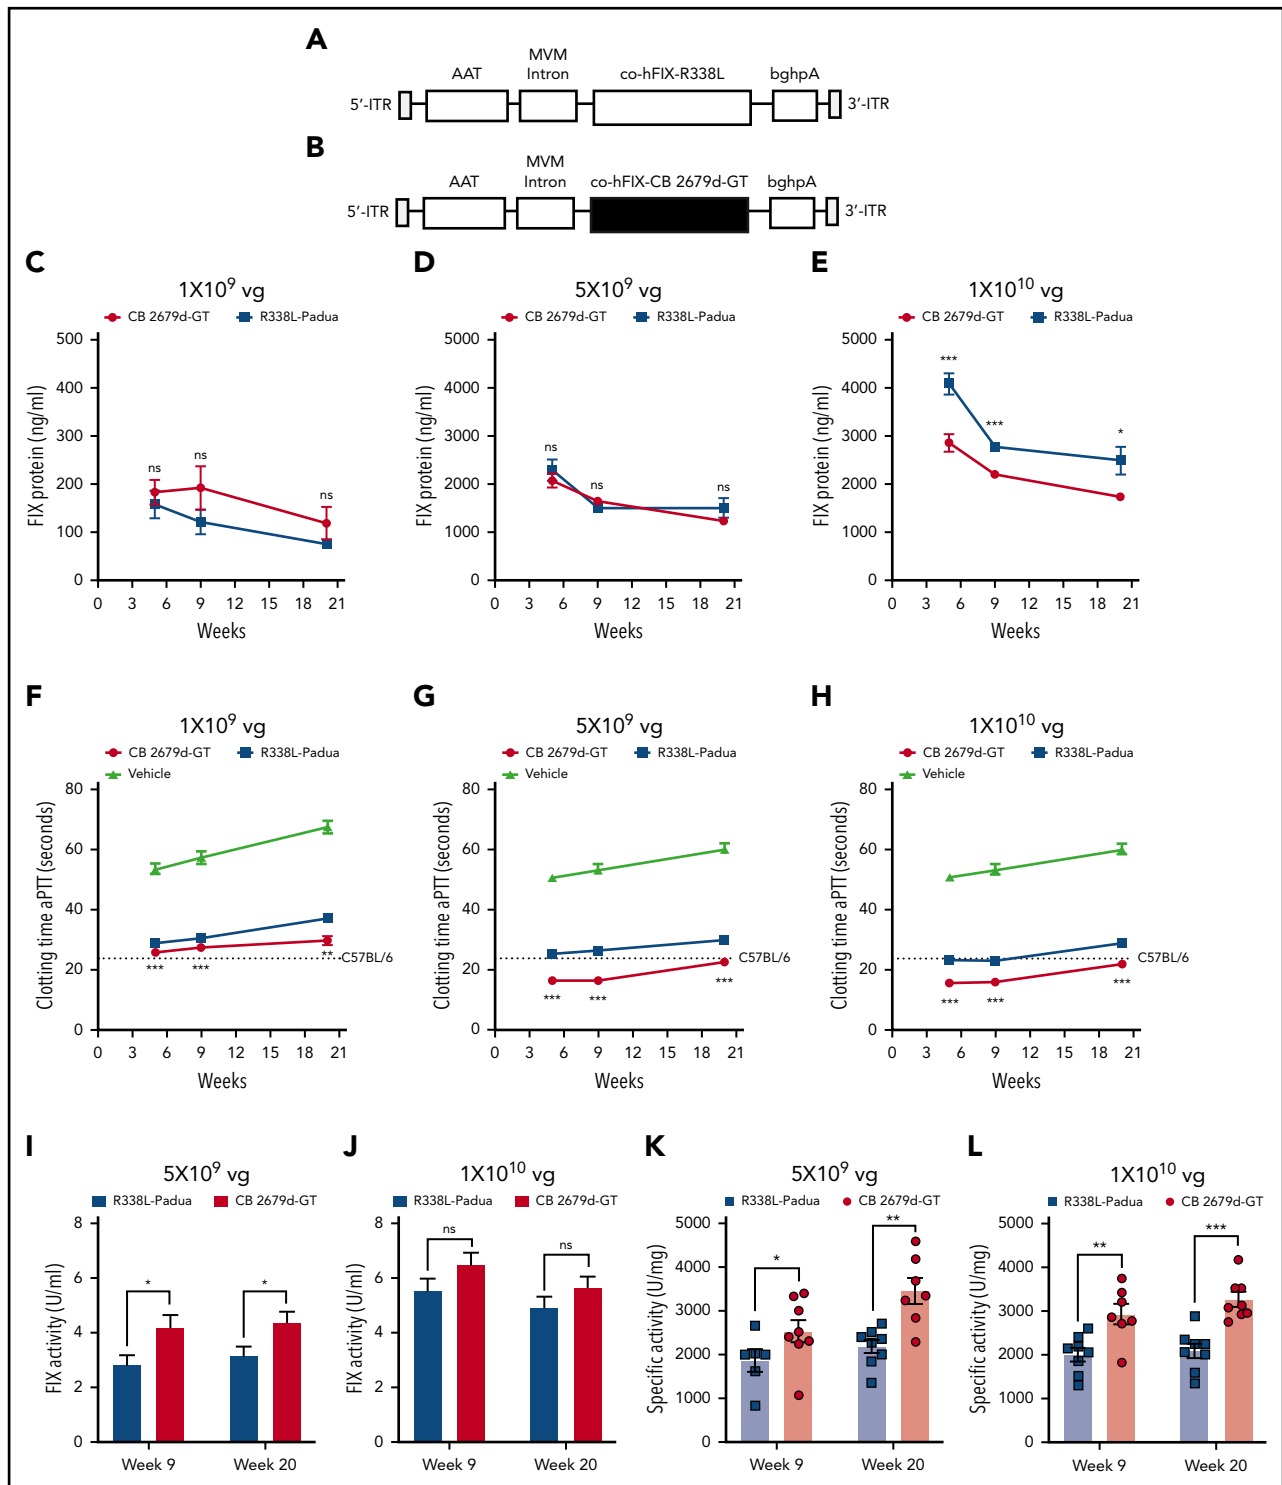 A
AAT
MVM
Intron
co-hFIX-R338L
bghpA
5'-ITR
3'-ITR
B
AAT
MVM
Intron
co-hFIX-CB 2679d-GT
bghpA
5'-ITR
3'-ITR
C
1X10⁹ vg
CB 2679d-GT
R338L-Padua
FIX protein (ng/ml)
500
400
300
200
100
0
ns
ns
ns
0 3 6 9 12 15 18 21
Weeks
D
5X10⁹ vg
CB 2679d-GT
R338L-Padua
FIX protein (ng/ml)
5000
4000
3000
2000
1000
0
ns
ns
ns
0 3 6 9 12 15 18 21
Weeks
E
1X10¹⁰ vg
CB 2679d-GT
R338L-Padua
FIX protein (ng/ml)
5000
4000
3000
2000
1000
0
***
***
*
0 3 6 9 12 15 18 21
Weeks
F
1X10⁹ vg
CB 2679d-GT
R338L-Padua
Vehicle
Clotting time aPTT (seconds)
80
60
40
20
0
***
***
**
C57BL/6
0 3 6 9 12 15 18 21
Weeks
G
5X10⁹ vg
CB 2679d-GT
R338L-Padua
Vehicle
Clotting time aPTT (seconds)
80
60
40
20
0
***
***
***
C57BL/6
0 3 6 9 12 15 18 21
Weeks
H
1X10¹⁰ vg
CB 2679d-GT
R338L-Padua
Vehicle
Clotting time aPTT (seconds)
80
60
40
20
0
***
***
***
C57BL/6
0 3 6 9 12 15 18 21
Weeks
I
5X10⁹ vg
R338L-Padua
CB 2679d-GT
FIX activity (U/ml)
8
6
4
2
0
*
*
Week 9
Week 20
J
1X10¹⁰ vg
R338L-Padua
CB 2679d-GT
FIX activity (U/ml)
8
6
4
2
0
ns
ns
Week 9
Week 20
K
5X10⁹ vg
R338L-Padua
CB 2679d-GT
Specific activity (U/mg)
5000
4000
3000
2000
1000
0
*
**
Week 9
Week 20
L
1X10¹⁰ vg
R338L-Padua
CB 2679d-GT
Specific activity (U/mg)
5000
4000
3000
2000
1000
0
**
***
Week 9
Week 20